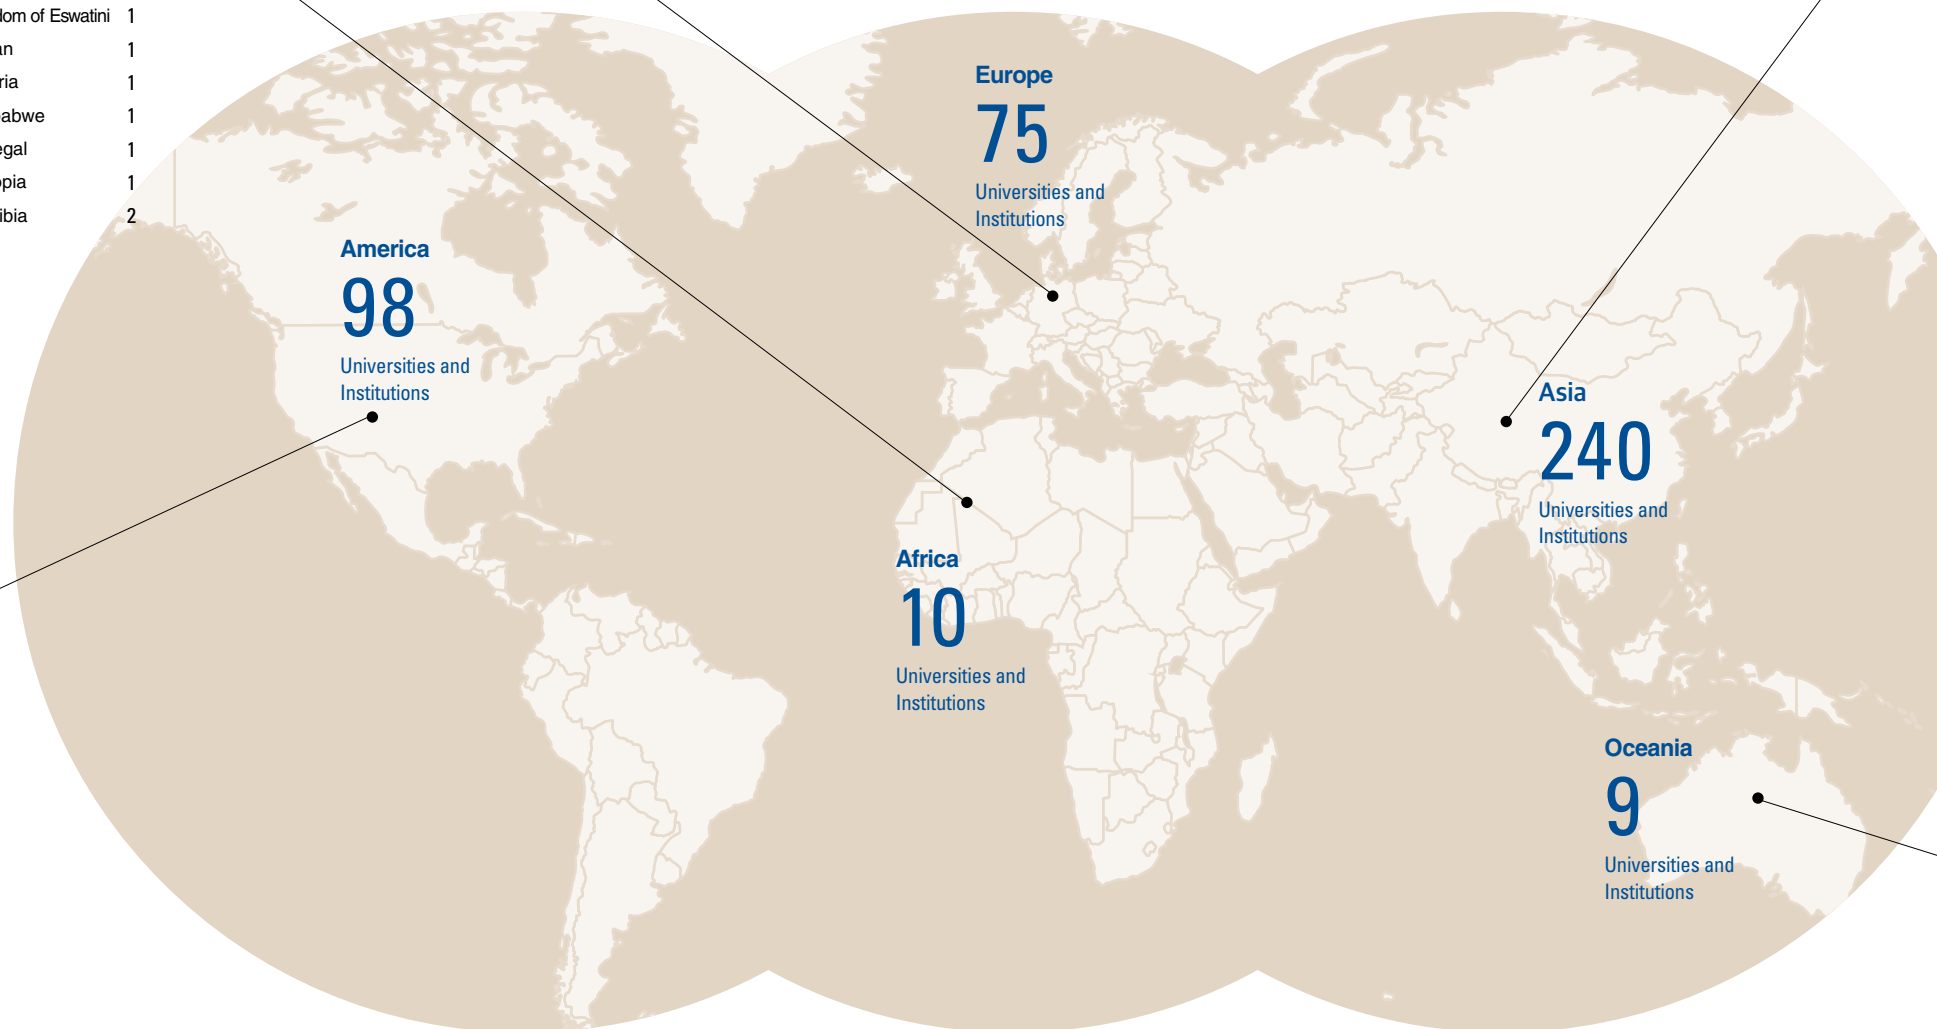 dom of Eswatini 1
an 1
ria 1
abwe 1
egal 1
opia 1
ibia 2
Europe
75
Universities and
Institutions
America
98
Universities and
Institutions
Asia
240
Universities and
Institutions
Africa
10
Universities and
Institutions
Oceania
9
Universities and
Institutions